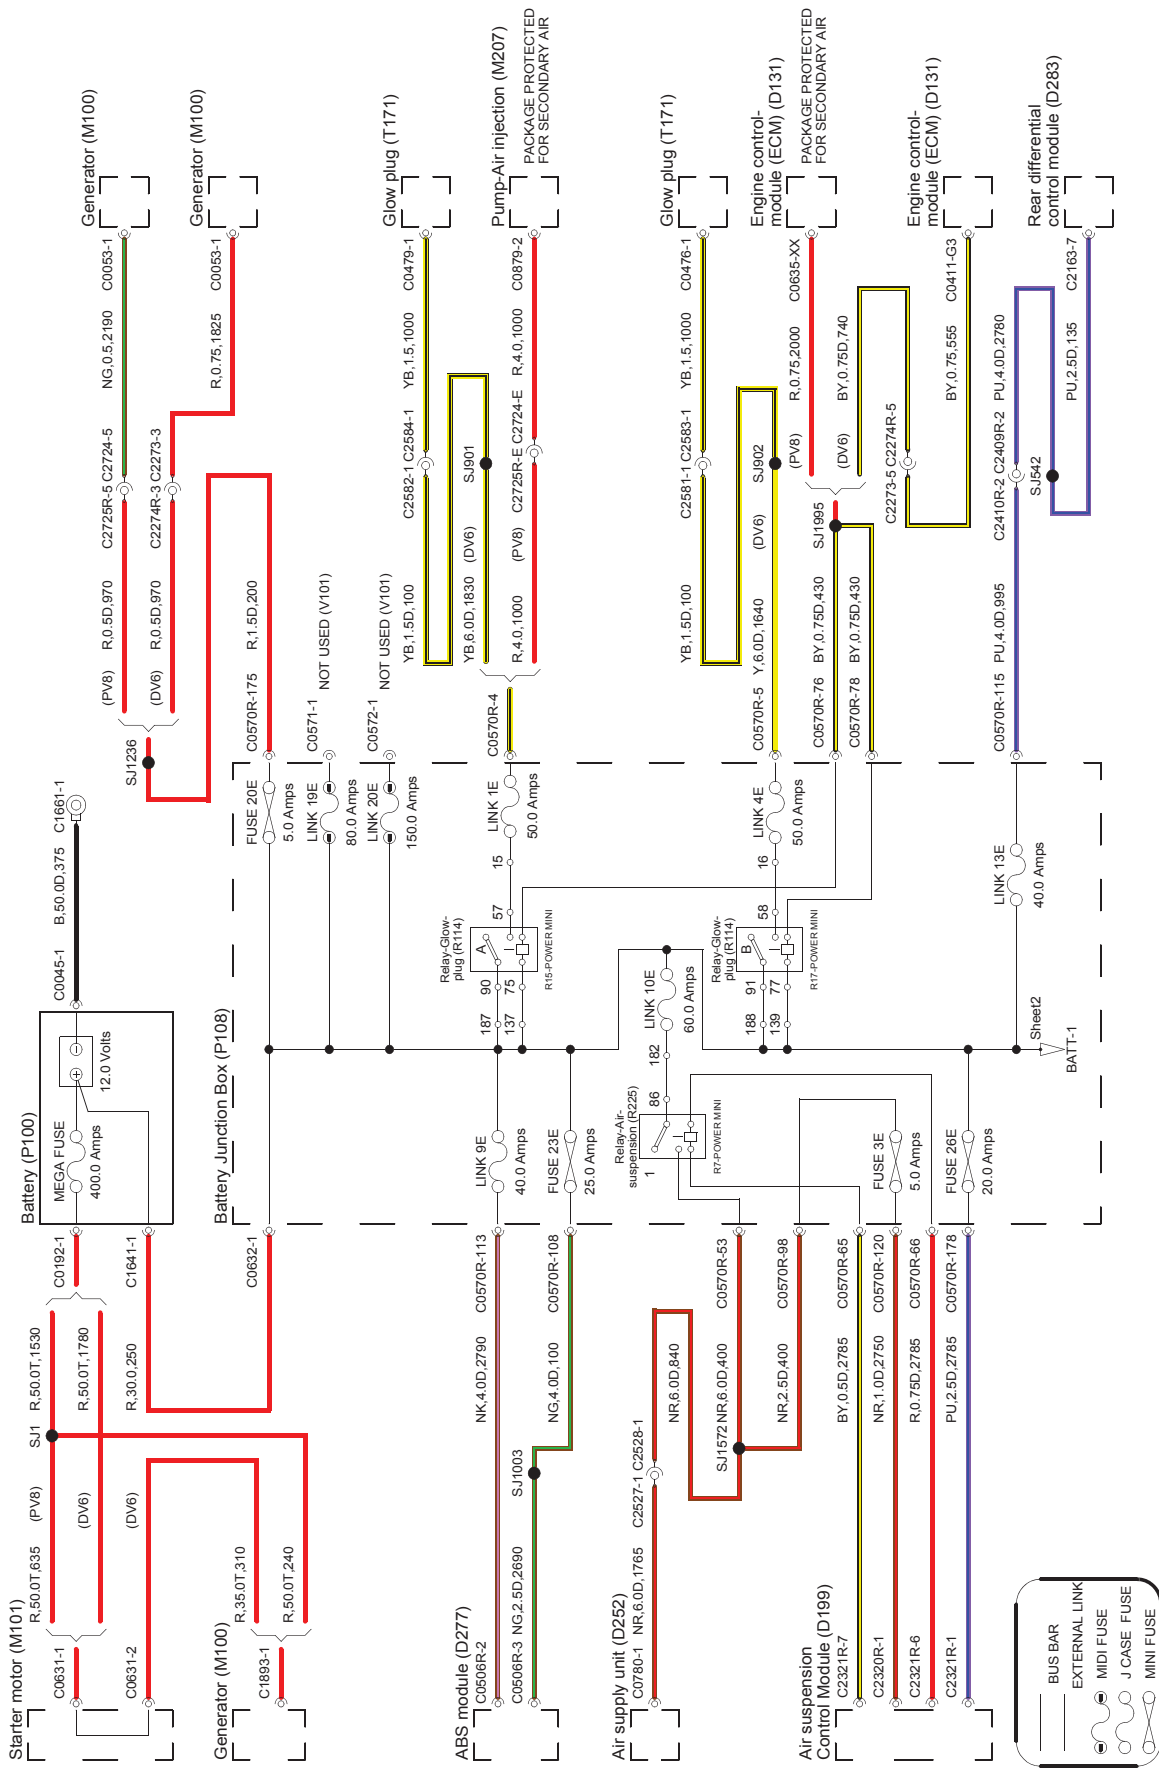 Starter motor (M101)
C0631-1
R,50.0T,635
(PV8)
SJ1
R,50.0T,1530
C0192-1
(DV6)
R,50.0T,1780
C0631-2
(DV6)
R,30.0,250
C1641-1
Generator (M100)
C1893-1
R,35.0T,310
R,50.0T,240
C0632-1
Battery (P100)
MEGA FUSE
400.0 Amps
12.0 Volts
C0045-1
B,50.0D,375
C1661-1
Generator (M100)
C0053-1
NG,0.5,2190
C2725R-5 C2724-5
R,0.5D,970
(PV8)
Generator (M100)
C0053-1
R,0.75,1825
C2274R-3 C2273-3
R,0.5D,970
(DV6)
SJ1236
Battery Junction Box (P108)
FUSE 20E
5.0 Amps
C0570R-175
R,1.5D,200
LINK 19E
80.0 Amps
C0571-1
NOT USED (V101)
LINK 20E
150.0 Amps
C0572-1
NOT USED (V101)
Glow plug (T171)
C0479-1
YB,1.5,1000
C2582-1 C2584-1
YB,1.5D,100
SJ901
(DV6)
YB,6.0D,1830
Pump-Air injection (M207)
PACKAGE PROTECTED
FOR SECONDARY AIR
C0879-2
R,4.0,1000
C2725R-E C2724-E
(PV8)
R,4.0,1000
C0570R-4
LINK 1E
50.0 Amps
15
57
Relay-Glow-
plug (R114)
A
R15-POWER MINI
90
75
187
137
Glow plug (T171)
C0476-1
YB,1.5,1000
C2581-1 C2583-1
YB,1.5D,100
SJ902
(DV6)
Y,6.0D,1640
C0570R-5
LINK 4E
50.0 Amps
16
58
Relay-Glow-
plug (R114)
B
R17-POWER MINI
91
77
188
139
Engine control-
module (ECM) (D131)
PACKAGE PROTECTED
FOR SECONDARY AIR
C0635-XX
R,0.75,2000
(PV8)
BY,0.75D,740
(DV6)
SJ1995
BY,0.75D,430
C0570R-76
BY,0.75D,430
C0570R-78
C2273-5 C2274R-5
Engine control-
module (ECM) (D131)
C0411-G3
BY,0.75,555
Rear differential
control module (D283)
C2163-7
PU,2.5D,135
SJ542
C2410R-2 C2409R-2 PU,4.0D,2780
C0570R-115 PU,4.0D,995
LINK 13E
40.0 Amps
Sheet2
BATT-1
LINK 10E
60.0 Amps
182
86
Relay-Air-
suspension (R225)
1
R7-POWER MINI
LINK 9E
40.0 Amps
FUSE 23E
25.0 Amps
FUSE 3E
5.0 Amps
FUSE 26E
20.0 Amps
ABS module (D277)
C0506R-2
NK,4.0D,2790
C0570R-113
C0506R-3 NG,2.5D,2690
SJ1003
NG,4.0D,100
C0570R-108
Air supply unit (D252)
C0780-1 NR,6.0D,1765
C2527-1 C2528-1
NR,6.0D,840
SJ1572 NR,6.0D,400
C0570R-53
NR,2.5D,400
C0570R-98
Air suspension
Control Module (D199)
C2321R-7
BY,0.5D,2785
C0570R-65
C2320R-1
NR,1.0D,2750
C0570R-120
C2321R-6
R,0.75D,2785
C0570R-66
C2321R-1
PU,2.5D,2785
C0570R-178
BUS BAR
EXTERNAL LINK
MIDI FUSE
J CASE FUSE
MINI FUSE